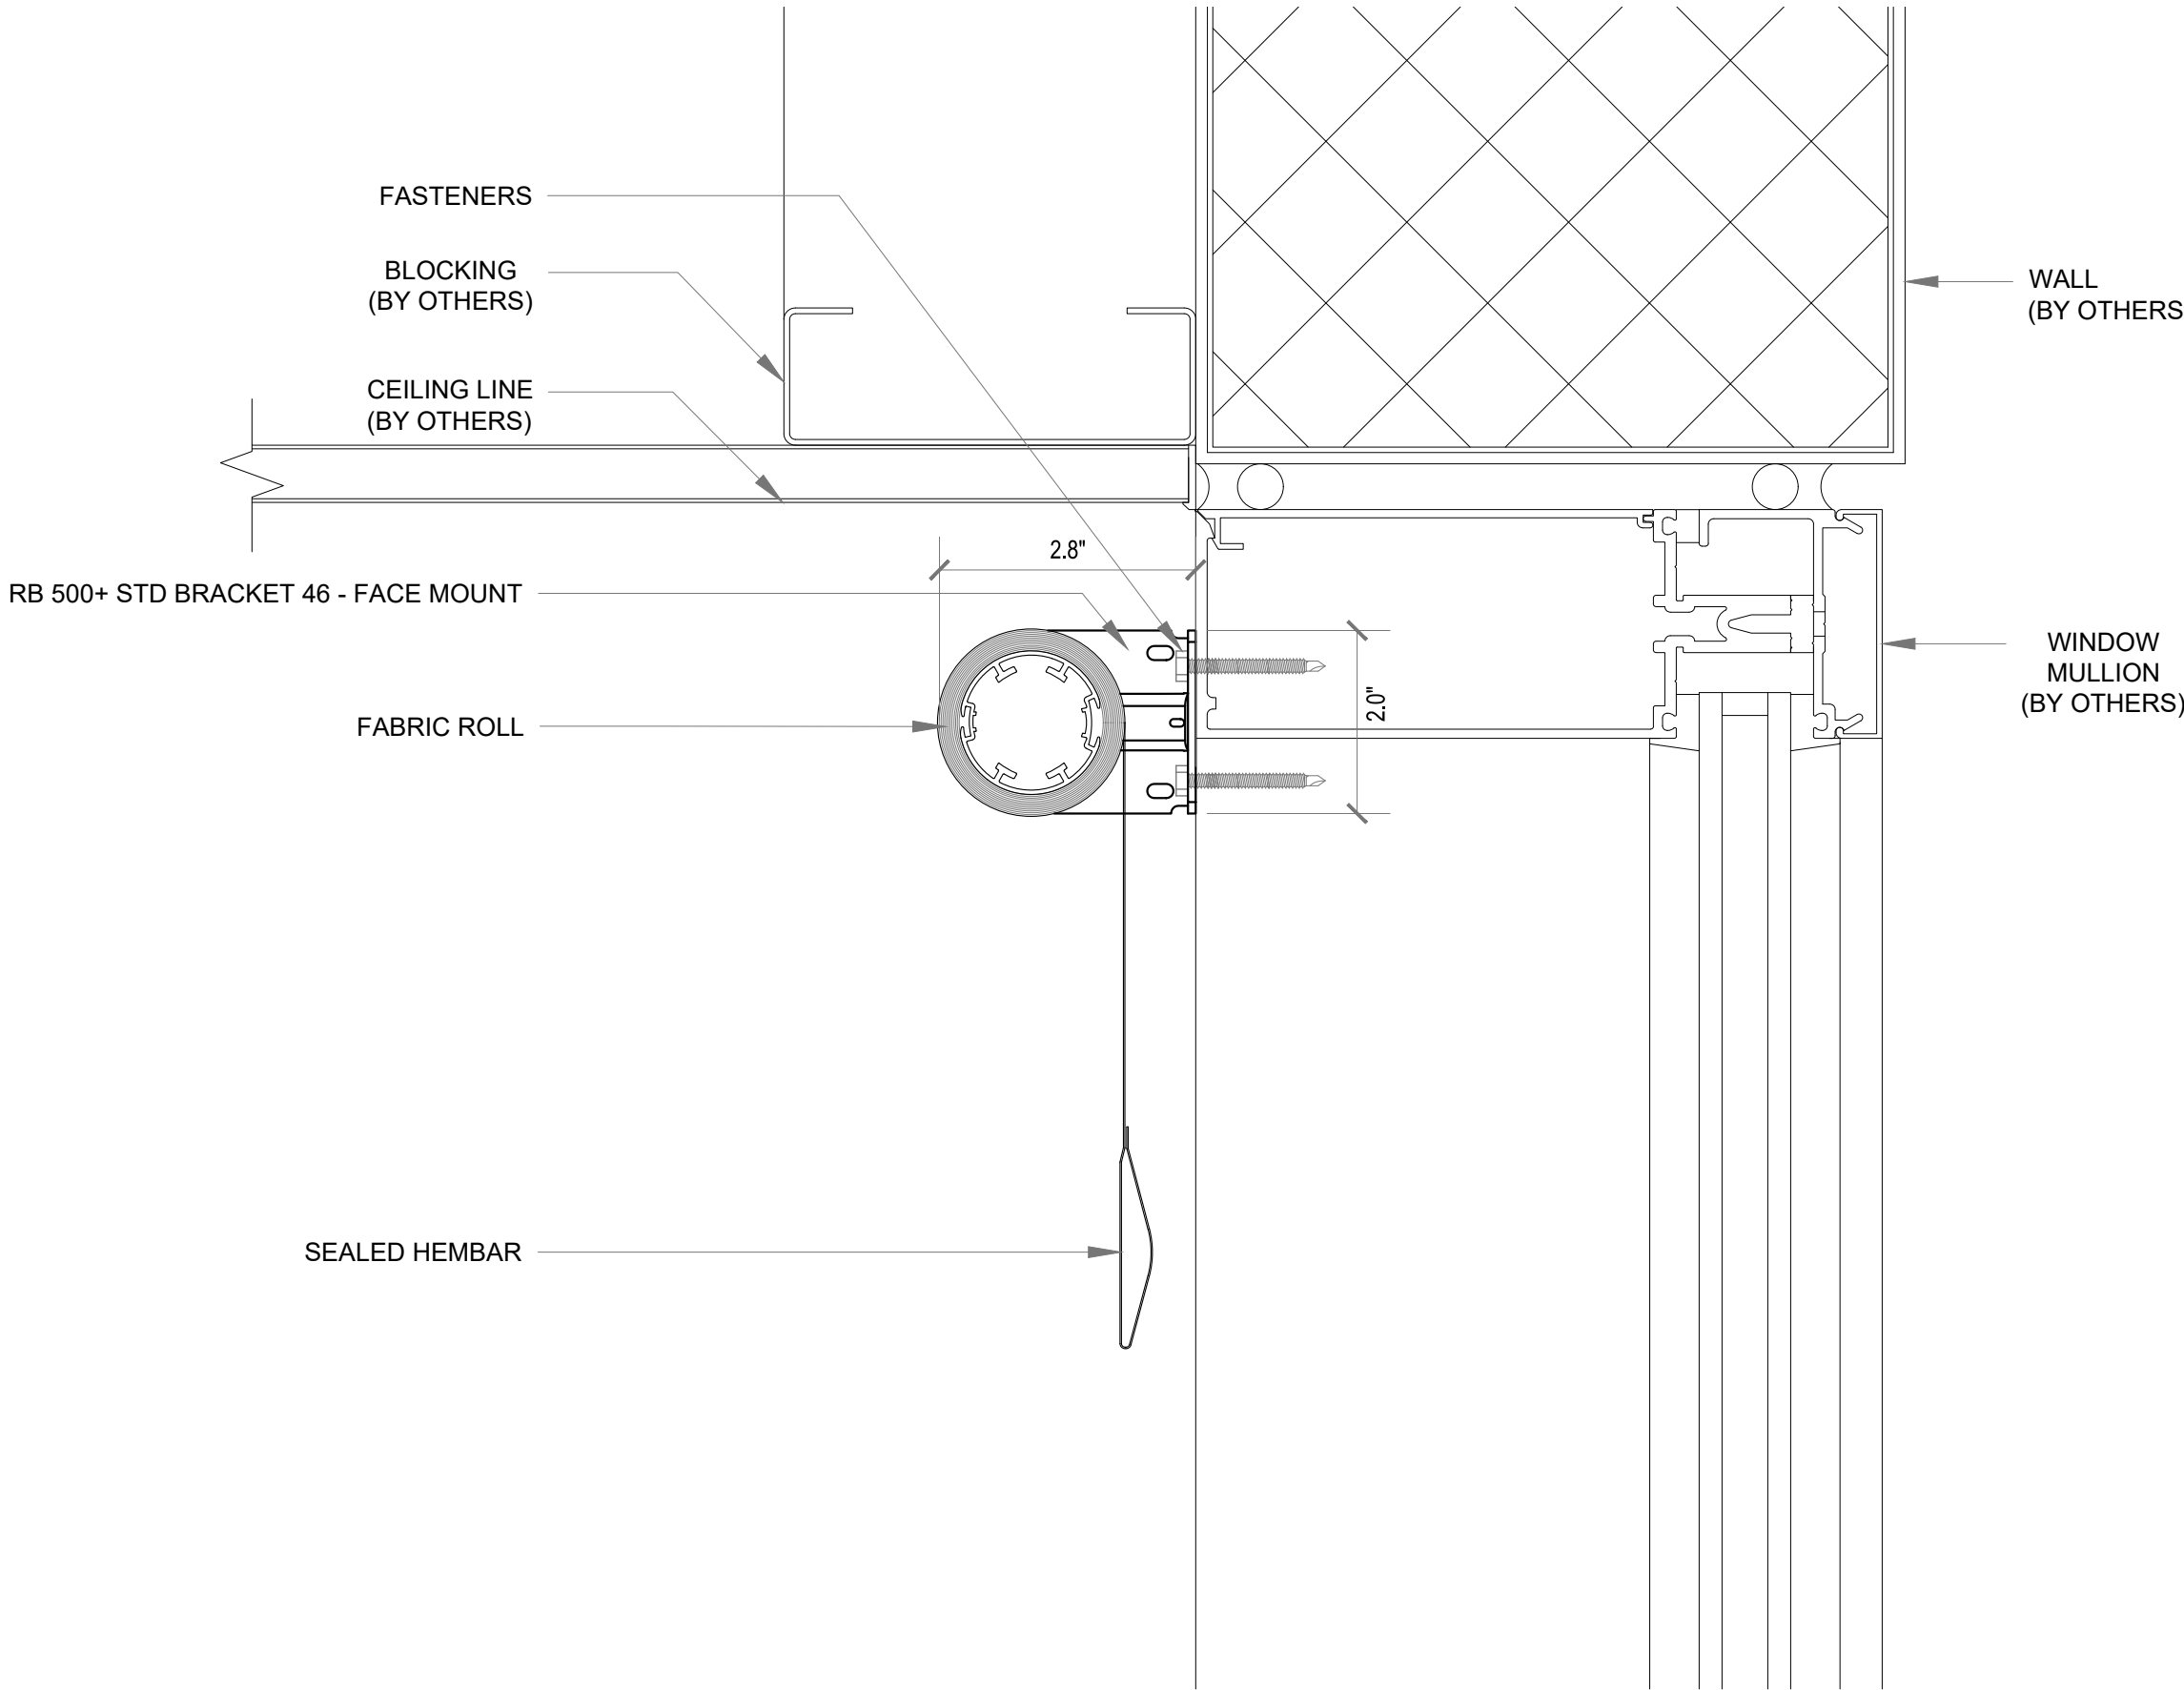 FASTENERS
BLOCKING
(BY OTHERS)
CEILING LINE
(BY OTHERS)
WALL
(BY OTHERS
2.8"
RB 500+ STD BRACKET 46 - FACE MOUNT
WINDOW
MULLION
(BY OTHERS)
2.0"
FABRIC ROLL
SEALED HEMBAR